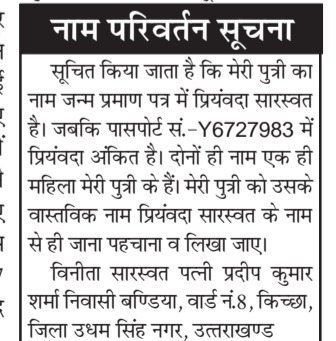 नाम परिवर्तन सूचना
सूचित किया जाता है कि मेरी पुत्री का
नाम जन्म प्रमाण पत्र में प्रियंवदा सारस्वत
है। जबकि पासपोर्ट सं.-Y6727983 में
प्रियंवदा अंकित है। दोनों ही नाम एक ही
महिला मेरी पुत्री के हैं। मेरी पुत्री को उसके
वास्तविक नाम प्रियंवदा सारस्वत के नाम
से ही जाना पहचाना व लिखा जाए।
विनीता सारस्वत पत्नी प्रदीप कुमार
शर्मा निवासी बण्डिया, वार्ड नं.8, किच्छा,
जिला उधम सिंह नगर, उत्तराखण्ड